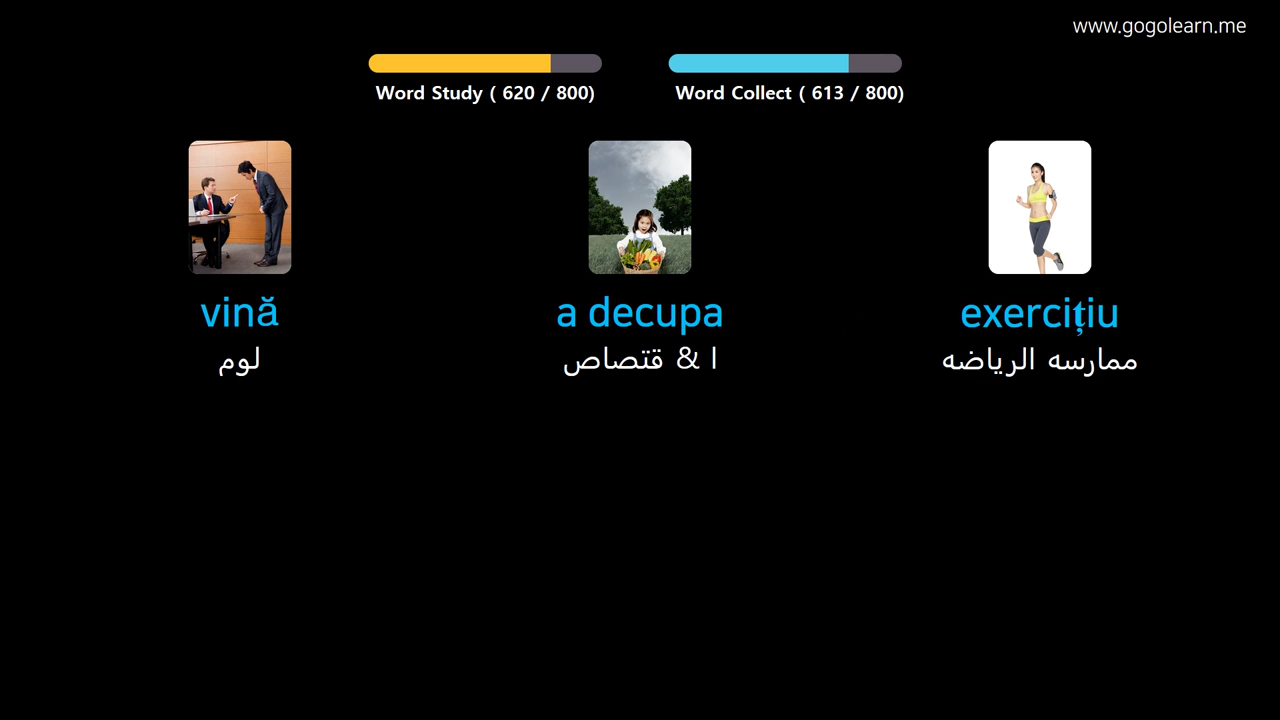 www.gogolearn.me
Word Study ( 620 / 800)
Word Collect ( 613 / 800)
vină
لوم
a decupa
ا & قتصاص
exercițiu
ممارسه الرياضه